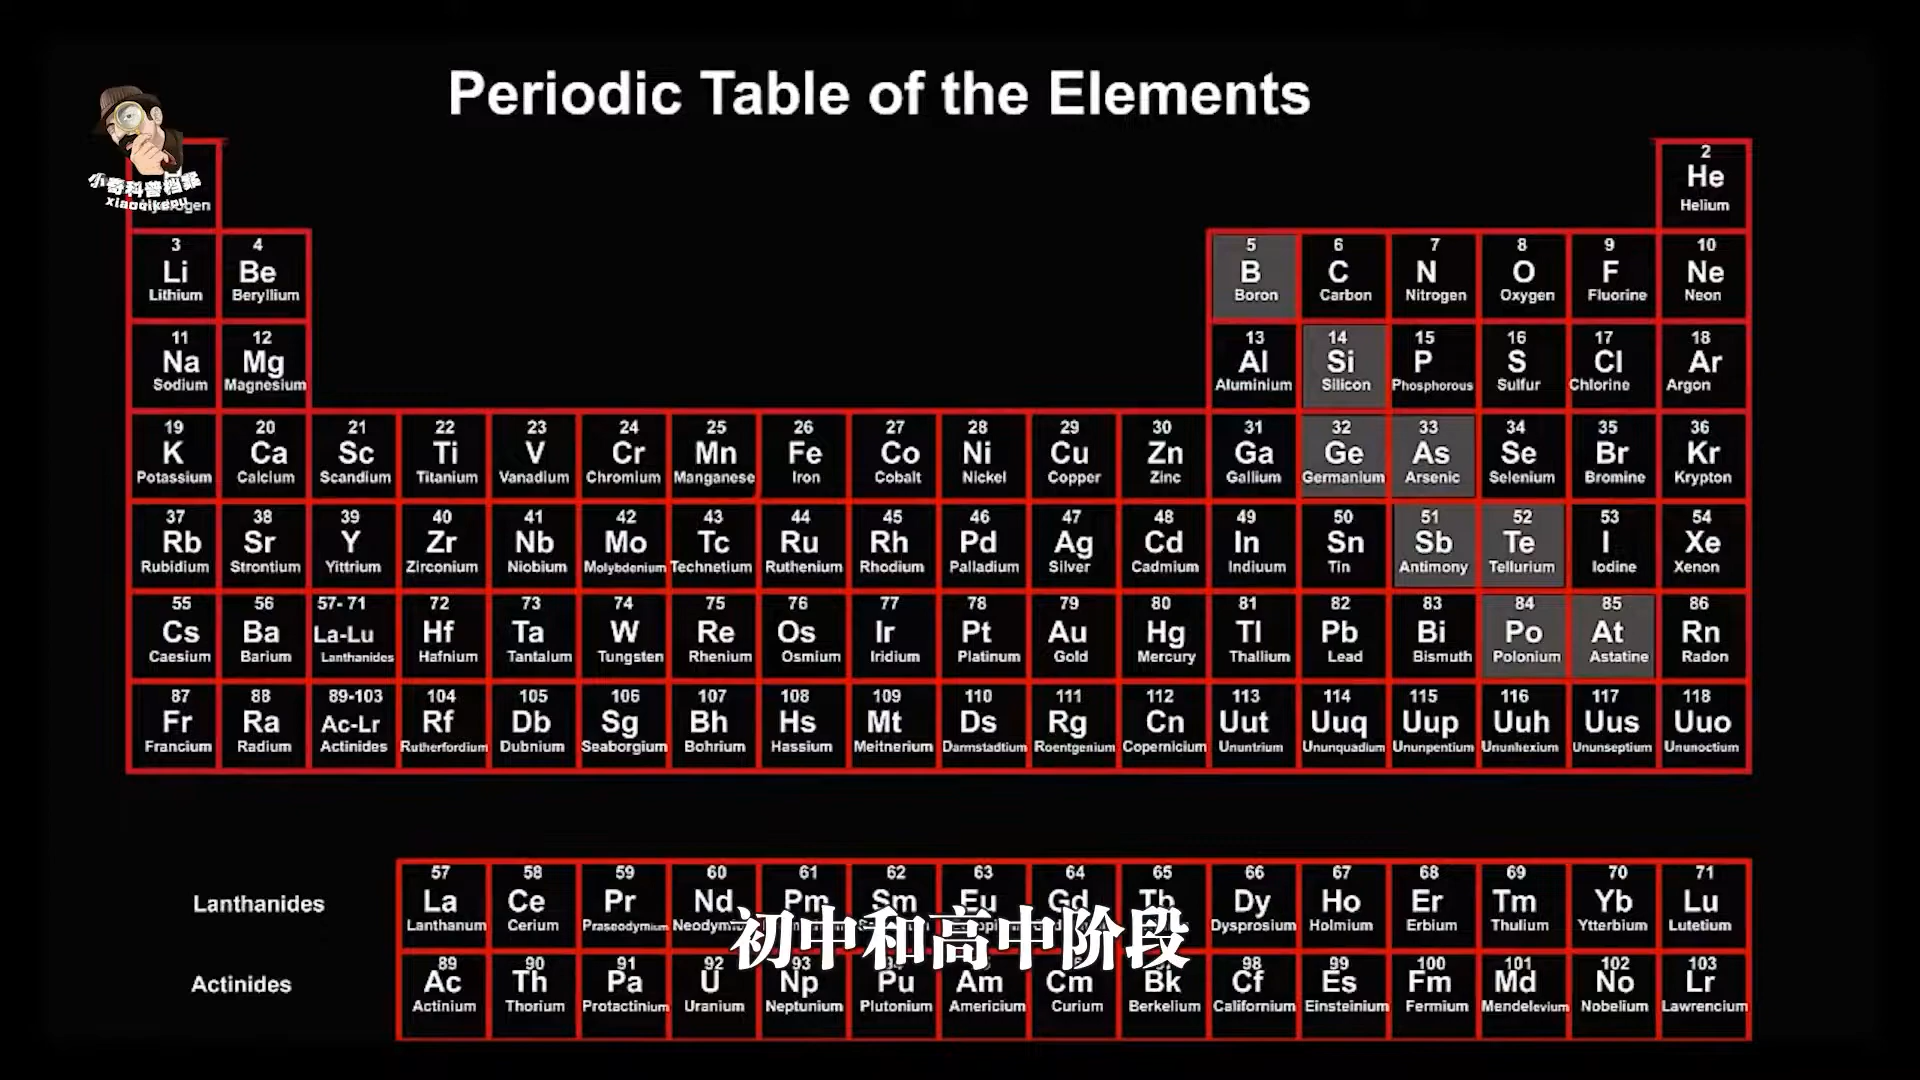 Periodic Table of the Elements
小奇科普档案
xiaoqikepu
2
He
Helium
3 4 5 6 7 8 9 10
Li Be B C N O F Ne
Lithium Beryllium Boron Carbon Nitrogen Oxygen Fluorine Neon
11 12 13 14 15 16 17 18
Na Mg Al Si P S Cl Ar
Sodium Magnesium Aluminium Silicon Phosphorous Sulfur Chlorine Argon
19 20 21 22 23 24 25 26 27 28 29 30 31 32 33 34 35 36
K Ca Sc Ti V Cr Mn Fe Co Ni Cu Zn Ga Ge As Se Br Kr
Potassium Calcium Scandium Titanium Vanadium Chromium Manganese Iron Cobalt Nickel Copper Zinc Gallium Germanium Arsenic Selenium Bromine Krypton
37 38 39 40 41 42 43 44 45 46 47 48 49 50 51 52 53 54
Rb Sr Y Zr Nb Mo Tc Ru Rh Pd Ag Cd In Sn Sb Te I Xe
Rubidium Strontium Yittrium Zirconium Niobium Molybdenium Technetium Ruthenium Rhodium Palladium Silver Cadmium Indiuum Tin Antimony Tellurium Iodine Xenon
55 56 57- 71 72 73 74 75 76 77 78 79 80 81 82 83 84 85 86
Cs Ba La-Lu Hf Ta W Re Os Ir Pt Au Hg Tl Pb Bi Po At Rn
Caesium Barium Lanthanides Hafnium Tantalum Tungsten Rhenium Osmium Iridium Platinum Gold Mercury Thallium Lead Bismuth Polonium Astatine Radon
87 88 89-103 104 105 106 107 108 109 110 111 112 113 114 115 116 117 118
Fr Ra Ac-Lr Rf Db Sg Bh Hs Mt Ds Rg Cn Uut Uuq Uup Uuh Uus Uuo
Francium Radium Actinides Rutherfordium Dubnium Seaborgium Bohrium Hassium Meitnerium Darmstadtium Roentgenium Copernicium Ununtrium Ununquadium Ununpentium Ununhexium Ununseptium Ununoctium
57 58 59 60 61 62 63 64 65 66 67 68 69 70 71
Lanthanides La Ce Pr Nd Pm Sm Eu Gd Tb Dy Ho Er Tm Yb Lu
Lanthanum Cerium Praseodymium Dysprosium Holmium Erbium Thulium Ytterbium Lutetium
初中和高中阶段
89 90 91 92 93 98 99 100 101 102 103
Actinides Ac Th Pa U Np Pu Am Cm Bk Cf Es Fm Md No Lr
Actinium Thorium Protactinium Uranium Neptunium Plutonium Americium Curium Berkelium Californium Einsteinium Fermium Mendelevium Nobelium Lawrencium